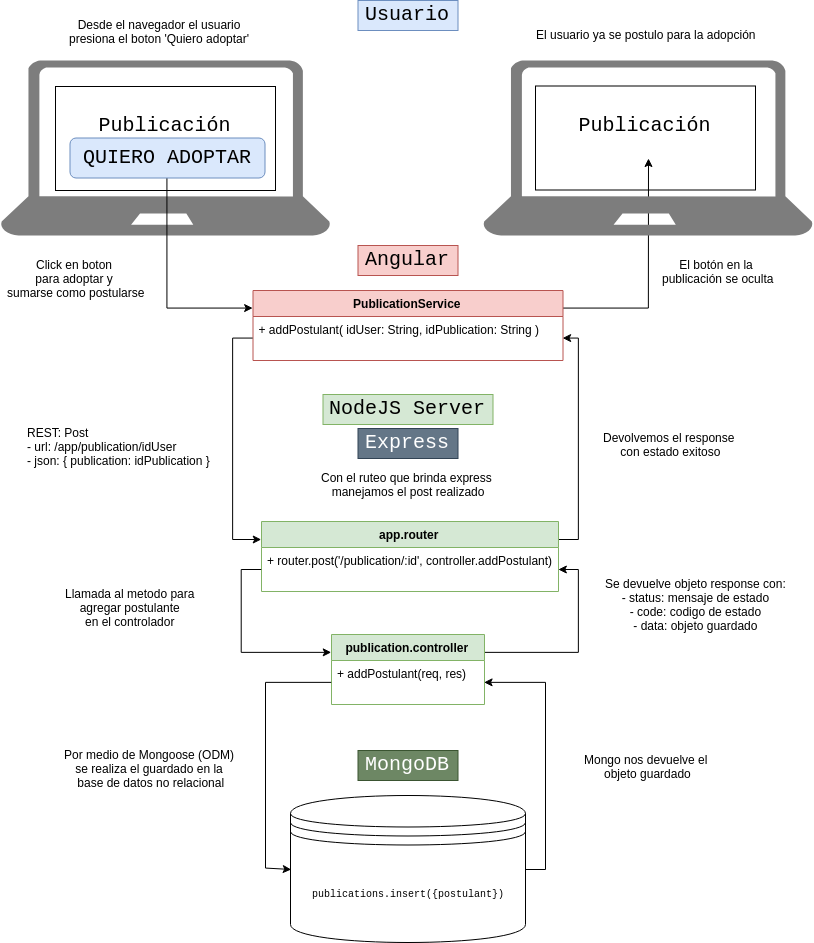 Usuario
Desde el navegador el usuario
presiona el boton 'Quiero adoptar'
El usuario ya se postulo para la adopción
Publicación
QUIERO ADOPTAR
Publicación
Angular
Click en boton
para adoptar y
sumarse como postularse
El botón en la
publicación se oculta
PublicationService
+ addPostulant( idUser: String, idPublication: String )
NodeJS Server
Express
REST: Post
- url: /app/publication/idUser
- json: { publication: idPublication }
Devolvemos el response
con estado exitoso
Con el ruteo que brinda express
manejamos el post realizado
app.router
+ router.post('/publication/:id', controller.addPostulant)
Llamada al metodo para
agregar postulante
en el controlador
Se devuelve objeto response con:
- status: mensaje de estado
- code: codigo de estado
- data: objeto guardado
publication.controller
+ addPostulant(req, res)
MongoDB
Por medio de Mongoose (ODM)
se realiza el guardado en la
base de datos no relacional
Mongo nos devuelve el
objeto guardado
publications.insert({postulant})